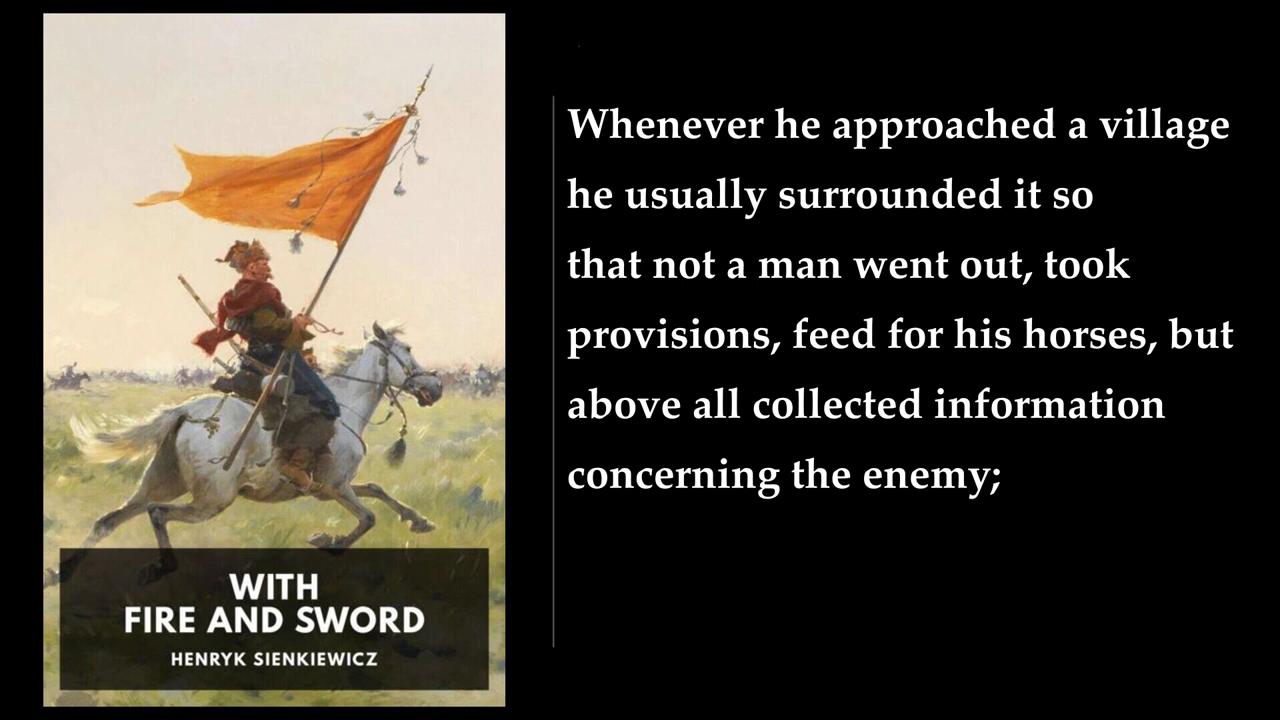 WITH
FIRE AND SWORD
HENRYK SIENKIEWICZ
Whenever he approached a village
he usually surrounded it so
that not a man went out, took
provisions, feed for his horses, but
above all collected information
concerning the enemy;